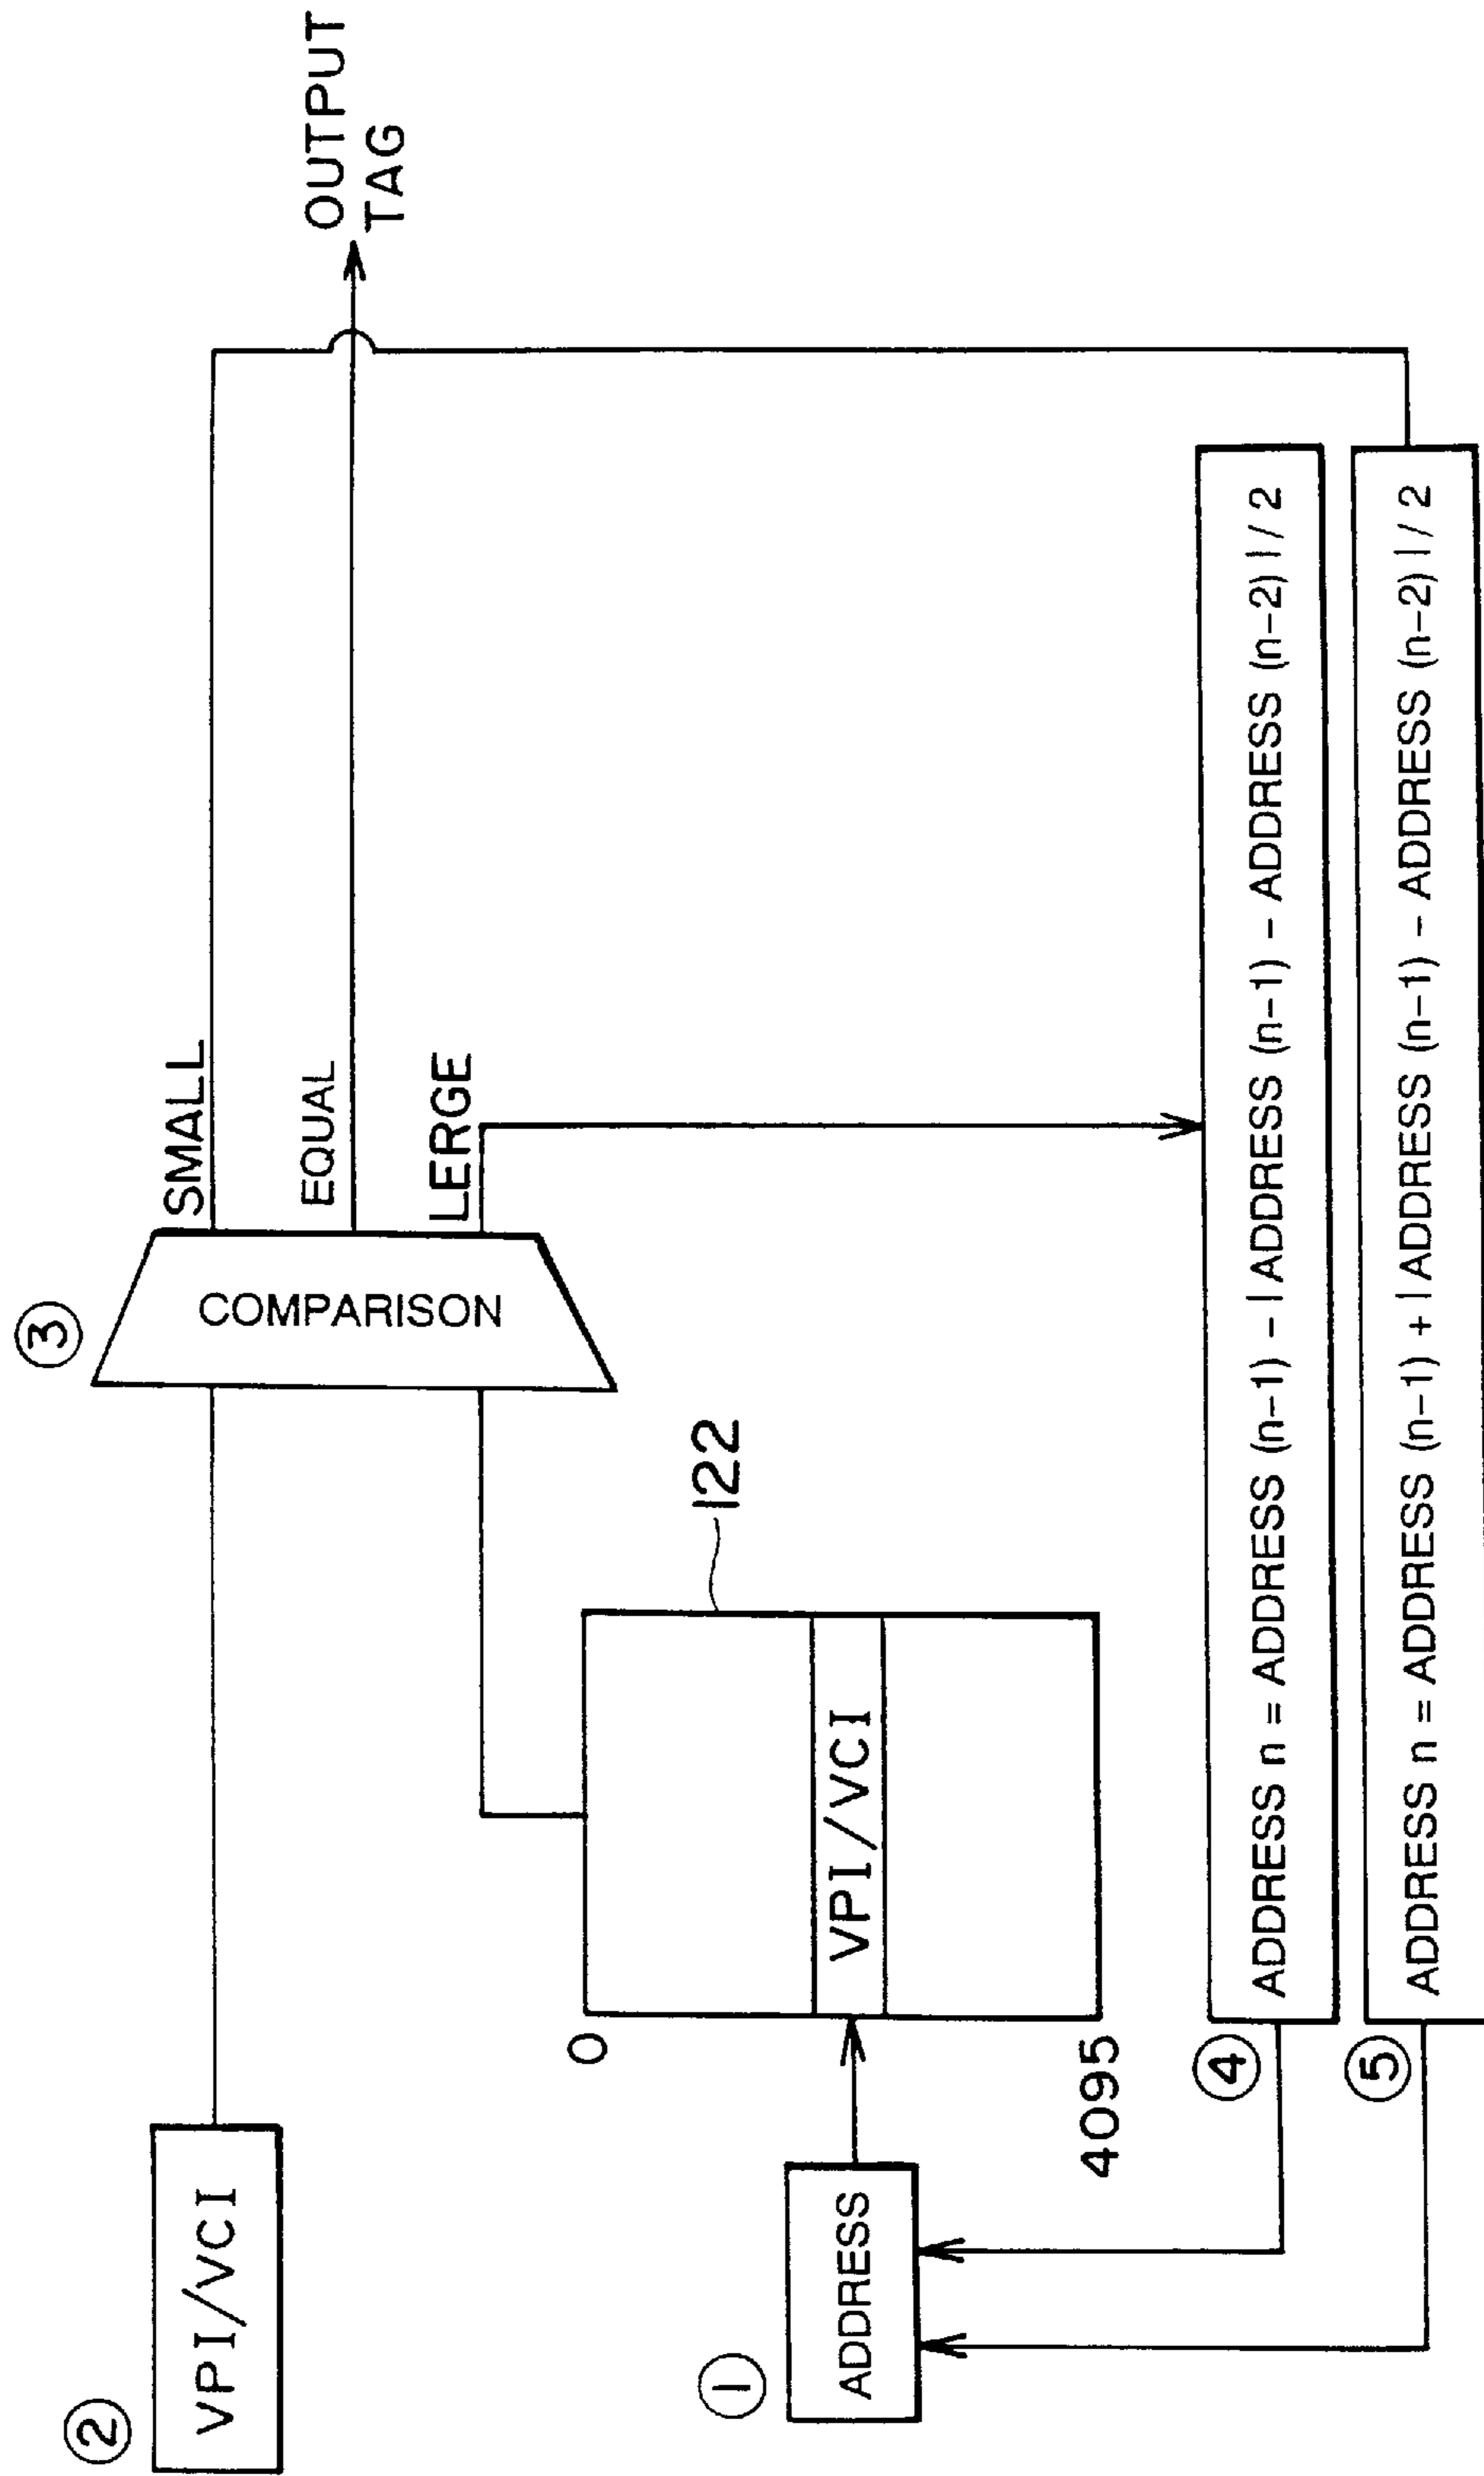 ②
VPI/VCI
③
COMPARISON
SMALL
EQUAL
LERGE
OUTPUT
TAG
①
ADDRESS
0
4095
VPI/VCI
122
④
ADDRESS n = ADDRESS (n-1) - | ADDRESS (n-1) - ADDRESS (n-2) | / 2
⑤
ADDRESS n = ADDRESS (n-1) + | ADDRESS (n-1) - ADDRESS (n-2) | / 2